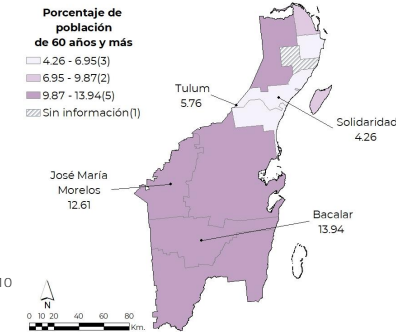 Porcentaje de
población
de 60 años y más
4.26 - 6.95(3)
6.95 - 9.87(2)
9.87 - 13.94(5)
Sin información(1)
Tulum
5.76
Solidaridad
4.26
José María
Morelos
12.61
Bacalar
13.94
10
N
0 10 20 40 60 80
Km.